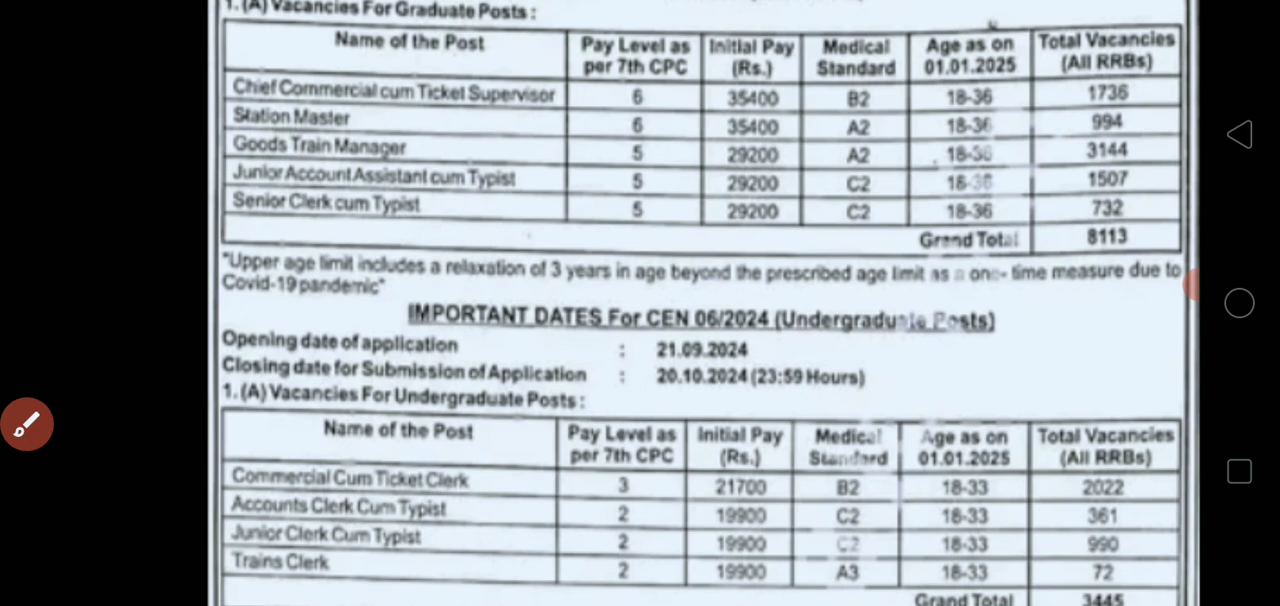 1. (A) Vacancies For Graduate Posts :
Name of the Post Pay Level as per 7th CPC Initial Pay (Rs.) Medical Standard Age as on 01.01.2025 Total Vacancies (All RRBs)
Chief Commercial cum Ticket Supervisor 6 35400 B2 18-36 1736
Station Master 6 35400 A2 18-36 994
Goods Train Manager 5 29200 A2 18-36 3144
Junior Account Assistant cum Typist 5 29200 C2 18-36 1507
Senior Clerk cum Typist 5 29200 C2 18-36 732
Grand Total 8113
"Upper age limit includes a relaxation of 3 years in age beyond the prescribed age limit as a one- time measure due to
Covid-19 pandemic"
IMPORTANT DATES For CEN 06/2024 (Undergraduate Posts)
Opening date of application : 21.09.2024
Closing date for Submission of Application : 20.10.2024 (23:59 Hours)
1. (A) Vacancies For Undergraduate Posts :
Name of the Post Pay Level as per 7th CPC Initial Pay (Rs.) Medical Standard Age as on 01.01.2025 Total Vacancies (All RRBs)
Commercial Cum Ticket Clerk 3 21700 B2 18-33 2022
Accounts Clerk Cum Typist 2 19900 C2 18-33 361
Junior Clerk Cum Typist 2 19900 C2 18-33 990
Trains Clerk 2 19900 A3 18-33 72
Grand Total 3445